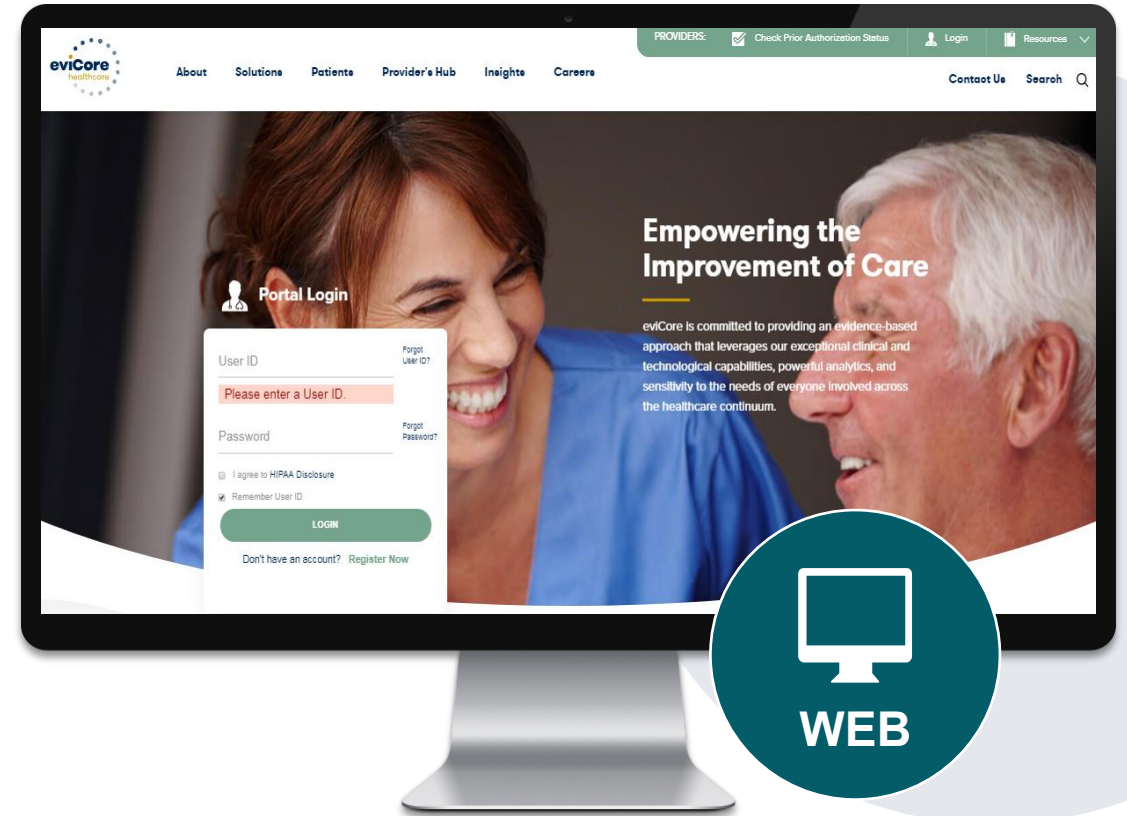 PROVIDERS: Check Prior Authorization Status Login Resources
eviCore
healthcare
About Solutions Patients Provider's Hub Insights Careers
Contact Us Search
Empowering the
Improvement of Care
eviCore is committed to providing an evidence-based
approach that leverages our exceptional clinical and
technological capabilities, powerful analytics, and
sensitivity to the needs of everyone involved across
the healthcare continuum.
Portal Login
User ID
Forgot
User ID?
Please enter a User ID.
Password
Forgot
Password?
I agree to HIPAA Disclosure
Remember User ID
LOGIN
Don't have an account? Register Now
WEB